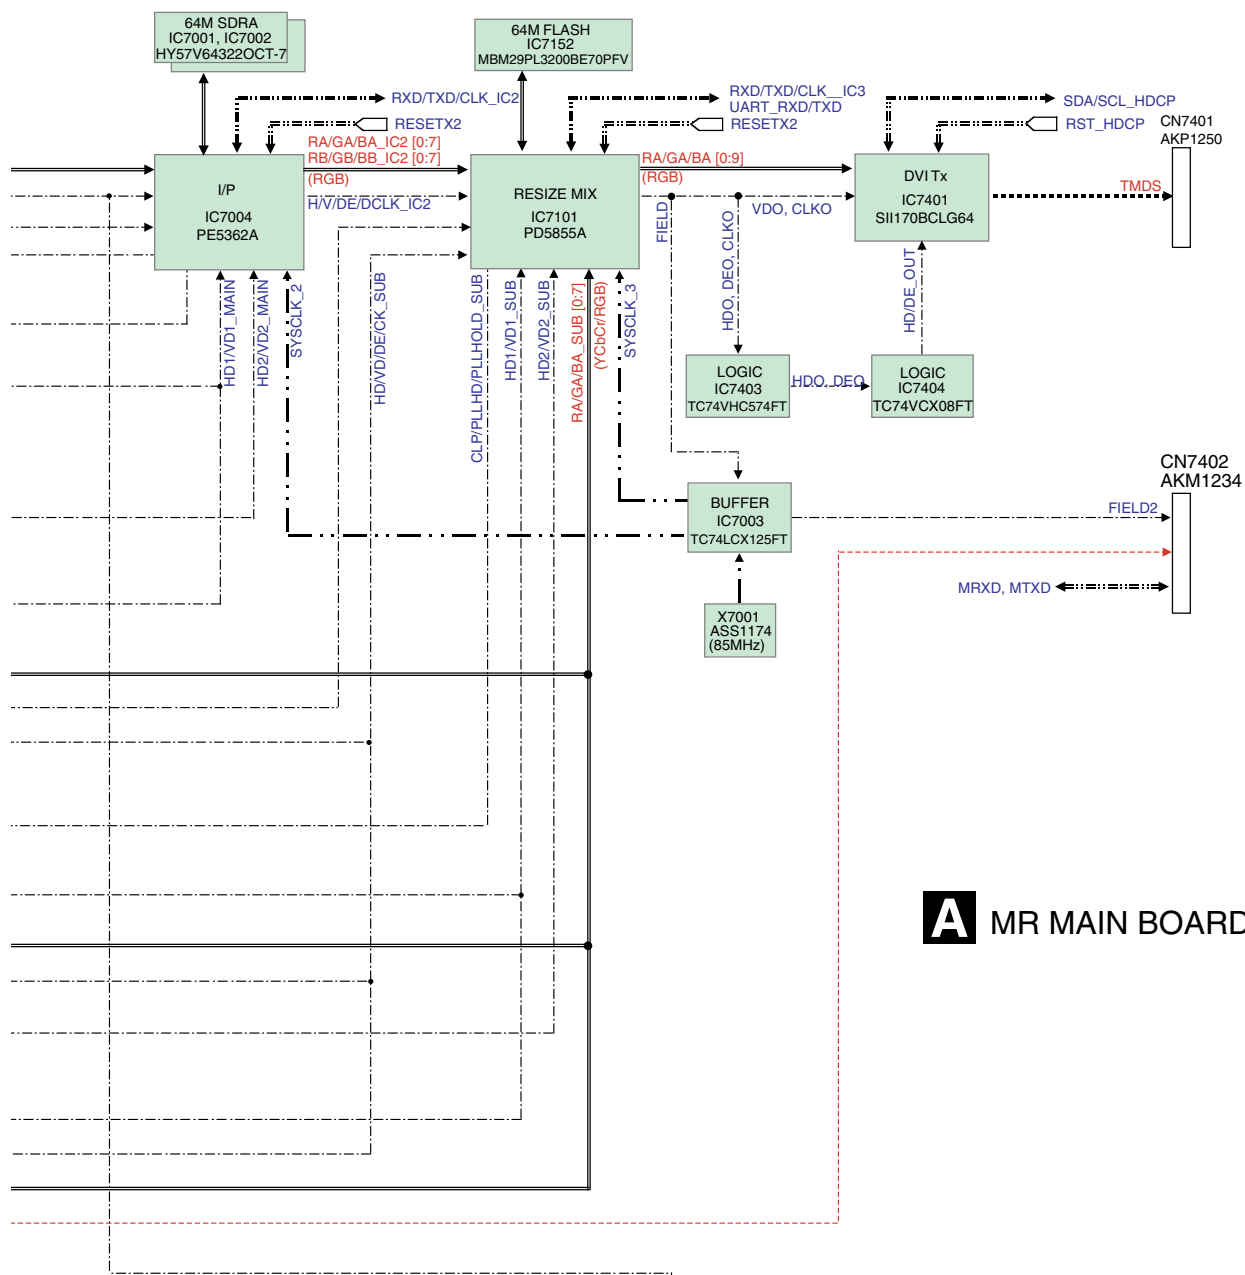 64M SDRA
IC7001, IC7002
HY57V64322OCT-7
64M FLASH
IC7152
MBM29PL3200BE70PFV
RXD/TXD/CLK_IC2
RESETX2
RXD/TXD/CLK__IC3
UART_RXD/TXD
RESETX2
SDA/SCL_HDCP
RST_HDCP
CN7401
AKP1250
RA/GA/BA_IC2 [0:7]
RB/GB/BB_IC2 [0:7]
(RGB)
H/V/DE/DCLK_IC2
I/P
IC7004
PE5362A
RESIZE MIX
IC7101
PD5855A
RA/GA/BA [0:9]
(RGB)
FIELD
VDO, CLKO
DVI Tx
IC7401
SII170BCLG64
TMDS
HD1/VD1_MAIN
HD2/VD2_MAIN
SYSCLK_2
HD/VD/DE/CK_SUB
CLP/PLLHD/PLLHOLD_SUB
HD1/VD1_SUB
HD2/VD2_SUB
RA/GA/BA_SUB [0:7]
(YCbCr/RGB)
SYSCLK_3
HDO, DEO, CLKO
HD/DE_OUT
LOGIC
IC7403
TC74VHC574FT
HDO, DEO
LOGIC
IC7404
TC74VCX08FT
BUFFER
IC7003
TC74LCX125FT
CN7402
AKM1234
FIELD2
MRXD, MTXD
X7001
ASS1174
(85MHz)
A MR MAIN BOARD